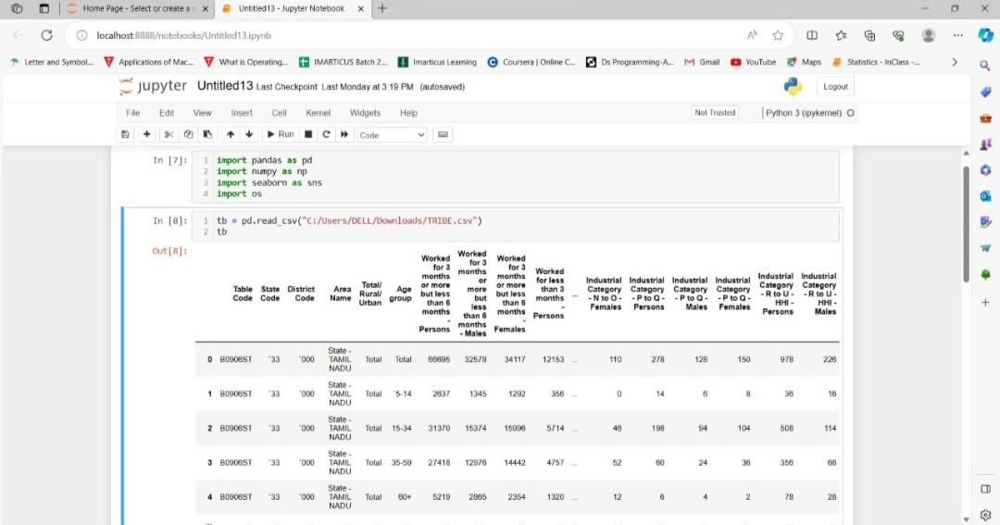 Home Page - Select or create a n
Untitled13 - Jupyter Notebook
localhost:8888/notebooks/Untitled13.ipynb
Letter and Symbol...
Applications of Mac...
What is Operating...
IMARTICUS Batch 2...
Imarticus Learning
Coursera | Online C...
Ds Programming-A...
Gmail
YouTube
Maps
Statistics - InClass -...
jupyter Untitled13 Last Checkpoint: Last Monday at 3:19 PM (autosaved)
Logout
File Edit View Insert Cell Kernel Widgets Help
Not Trusted
Python 3 (ipykernel)
Run
Code
In [7]:
1 import pandas as pd
2 import numpy as np
3 import seaborn as sns
4 import os
In [8]:
1 tb = pd.read_csv("C:/Users/DELL/Downloads/TRIBE.csv")
2 tb
Out[8]:
Table Code
State Code
District Code
Area Name
Total/ Rural/ Urban
Age group
Worked for 3 months or more but less than 6 months - Persons
Worked for 3 months or more but less than 6 months - Males
Worked for 3 months or more but less than 6 months - Females
Worked for less than 3 months - Persons
...
Industrial Category - N to O - Females
Industrial Category - P to Q - Persons
Industrial Category - P to Q - Males
Industrial Category - P to Q - Females
Industrial Category - R to U - HHI - Persons
Industrial Category - R to U - HHI - Males
0 B0906ST `33 `000 State - TAMIL NADU Total Total 66695 32578 34117 12153 ... 110 278 128 150 978 226
1 B0906ST `33 `000 State - TAMIL NADU Total `5-14 2637 1345 1292 356 ... 0 14 6 8 36 16
2 B0906ST `33 `000 State - TAMIL NADU Total 15-34 31370 15374 15996 5714 ... 46 198 94 104 508 114
3 B0906ST `33 `000 State - TAMIL NADU Total 35-59 27418 12976 14442 4757 ... 52 60 24 36 356 68
4 B0906ST `33 `000 State - TAMIL NADU Total 60+ 5219 2865 2354 1320 ... 12 6 4 2 78 28